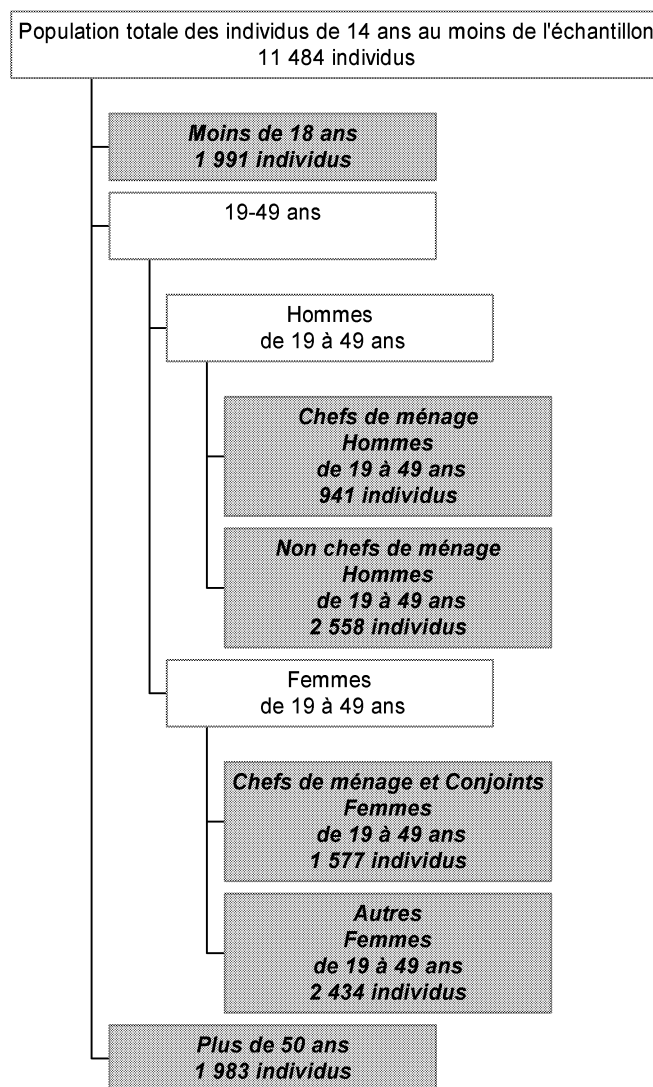 Population totale des individus de 14 ans au moins de l'échantillon
11 484 individus
Moins de 18 ans
1 991 individus
19-49 ans
Hommes
de 19 à 49 ans
Chefs de ménage
Hommes
de 19 à 49 ans
941 individus
Non chefs de ménage
Hommes
de 19 à 49 ans
2 558 individus
Femmes
de 19 à 49 ans
Chefs de ménage et Conjoints
Femmes
de 19 à 49 ans
1 577 individus
Autres
Femmes
de 19 à 49 ans
2 434 individus
Plus de 50 ans
1 983 individus